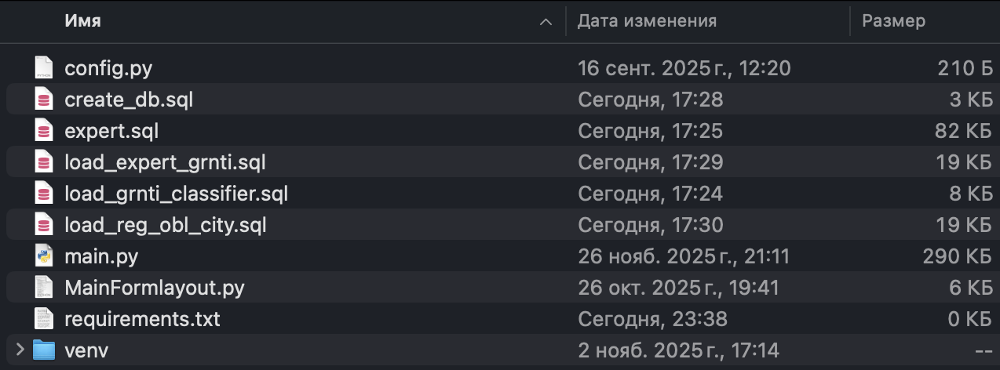 Имя Дата изменения Размер
config.py 16 сент. 2025 г., 12:20 210 Б
create_db.sql Сегодня, 17:28 3 КБ
expert.sql Сегодня, 17:25 82 КБ
load_expert_grnti.sql Сегодня, 17:29 19 КБ
load_grnti_classifier.sql Сегодня, 17:24 8 КБ
load_reg_obl_city.sql Сегодня, 17:30 19 КБ
main.py 26 нояб. 2025 г., 21:11 290 КБ
MainFormlayout.py 26 окт. 2025 г., 19:41 6 КБ
requirements.txt Сегодня, 23:38 0 КБ
venv 2 нояб. 2025 г., 17:14 --